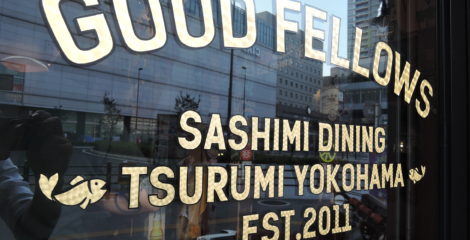 GOOD FELLOWS
SASHIMI DINING
TSURUMI YOKOHAMA
EST.2011